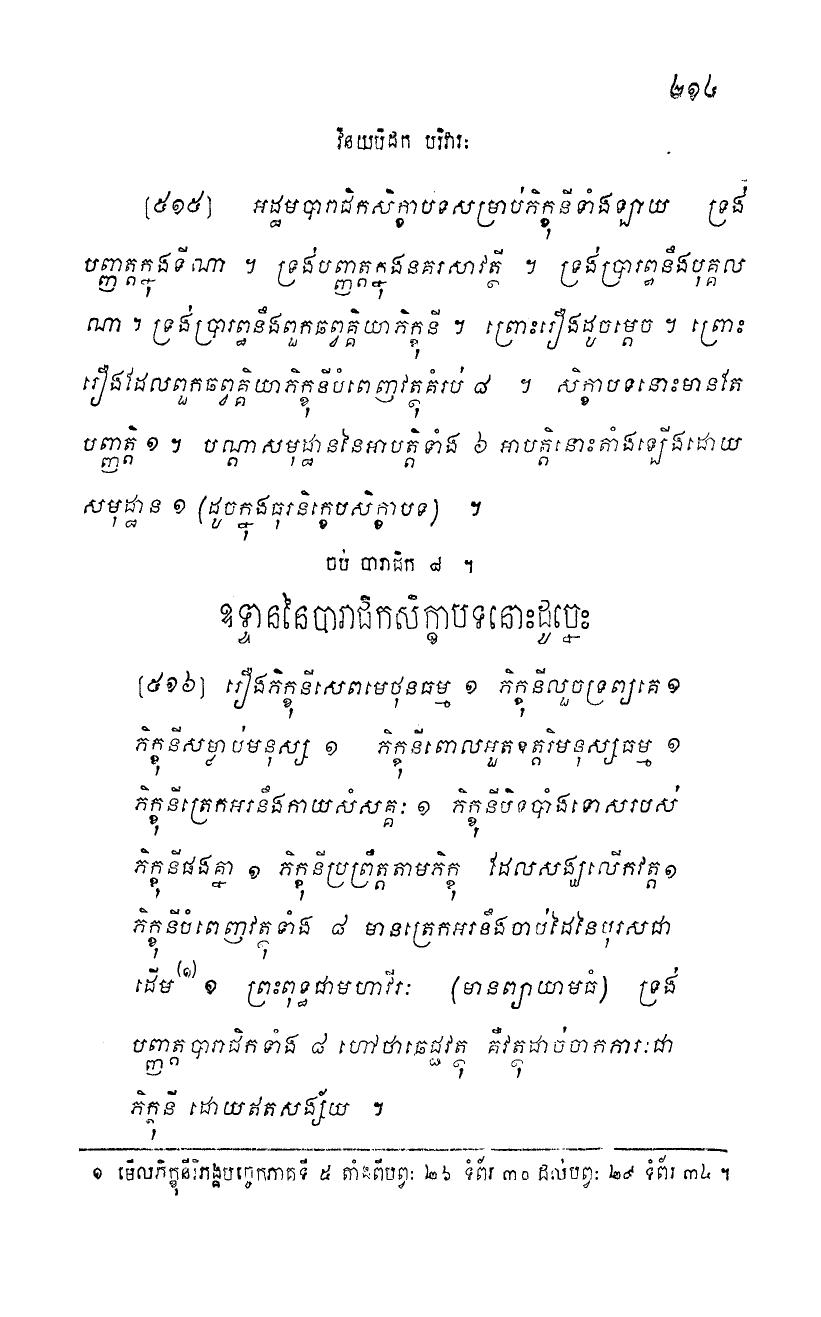 ២១៤
វិនយបិដក បរិវារៈ
[៥១៥] អដ្ឋមបារាជិកសិក្ខាបទសម្រាប់ភិក្ខុនីទាំងឡាយ ទ្រង់
បញ្ញត្តក្នុងទីណា ។ ទ្រង់បញ្ញត្តក្នុងនគរសាវត្ថី ។ ទ្រង់ប្រារព្ធនឹងបុគ្គល
ណា ។ ទ្រង់ប្រារព្ធនឹងពួកឆព្វគ្គិយាភិក្ខុនី ។ ព្រោះរឿងដូចម្តេច ។ ព្រោះ
រឿងដែលពួកឆព្វគ្គិយាភិក្ខុនីបំពេញវត្ថុគំរប់ ៨ ។ សិក្ខាបទនោះមានតែ
បញ្ញត្តិ ១ ។ បណ្តាសមុដ្ឋាននៃអាបត្តិទាំង ៦ អាបត្តិនោះតាំងឡើងដោយ
សមុដ្ឋាន ១ (ដូចក្នុងធុរនិក្ខេបសិក្ខាបទ) ។
ចប់ បារាជិក ៨ ។
ឧទ្ទាននៃបារាជិកសិក្ខាបទនោះដូច្នេះ
[៥១៦] រឿងភិក្ខុនីសេពមេថុនធម្ម ១ ភិក្ខុនីលួចទ្រព្យគេ ១
ភិក្ខុនីសម្លាប់មនុស្ស ១ ភិក្ខុនីពោលអួតឧត្តរិមនុស្សធម្ម ១
ភិក្ខុនីត្រេកអរនឹងកាយសំសគ្គៈ ១ ភិក្ខុនីបិទបាំងទោសរបស់
ភិក្ខុនីផងគ្នា ១ ភិក្ខុនីប្រព្រឹត្តតាមភិក្ខុ ដែលសង្ឃលើកវត្ត ១
ភិក្ខុនីបំពេញវត្ថុទាំង ៨ មានត្រេកអរនឹងចាប់ដៃនៃបុរសជា
ដើម (១) ១ ព្រះពុទ្ធជាមហាវីរៈ (មានព្យាយាមធំ) ទ្រង់
បញ្ញត្តបារាជិកទាំង ៨ ហៅថាឆេជ្ជវត្ថុ គឺវត្ថុដាច់ចាកភារៈជា
ភិក្ខុនី ដោយឥតសង្ស័យ ។
១ មើលភិក្ខុនីវិភង្គបច្ចេកភាគទី ៥ តាំងពីបព្វៈ ២៦ ទំព័រ ៣០ ដល់បព្វៈ ២៩ ទំព័រ ៣៤ ។